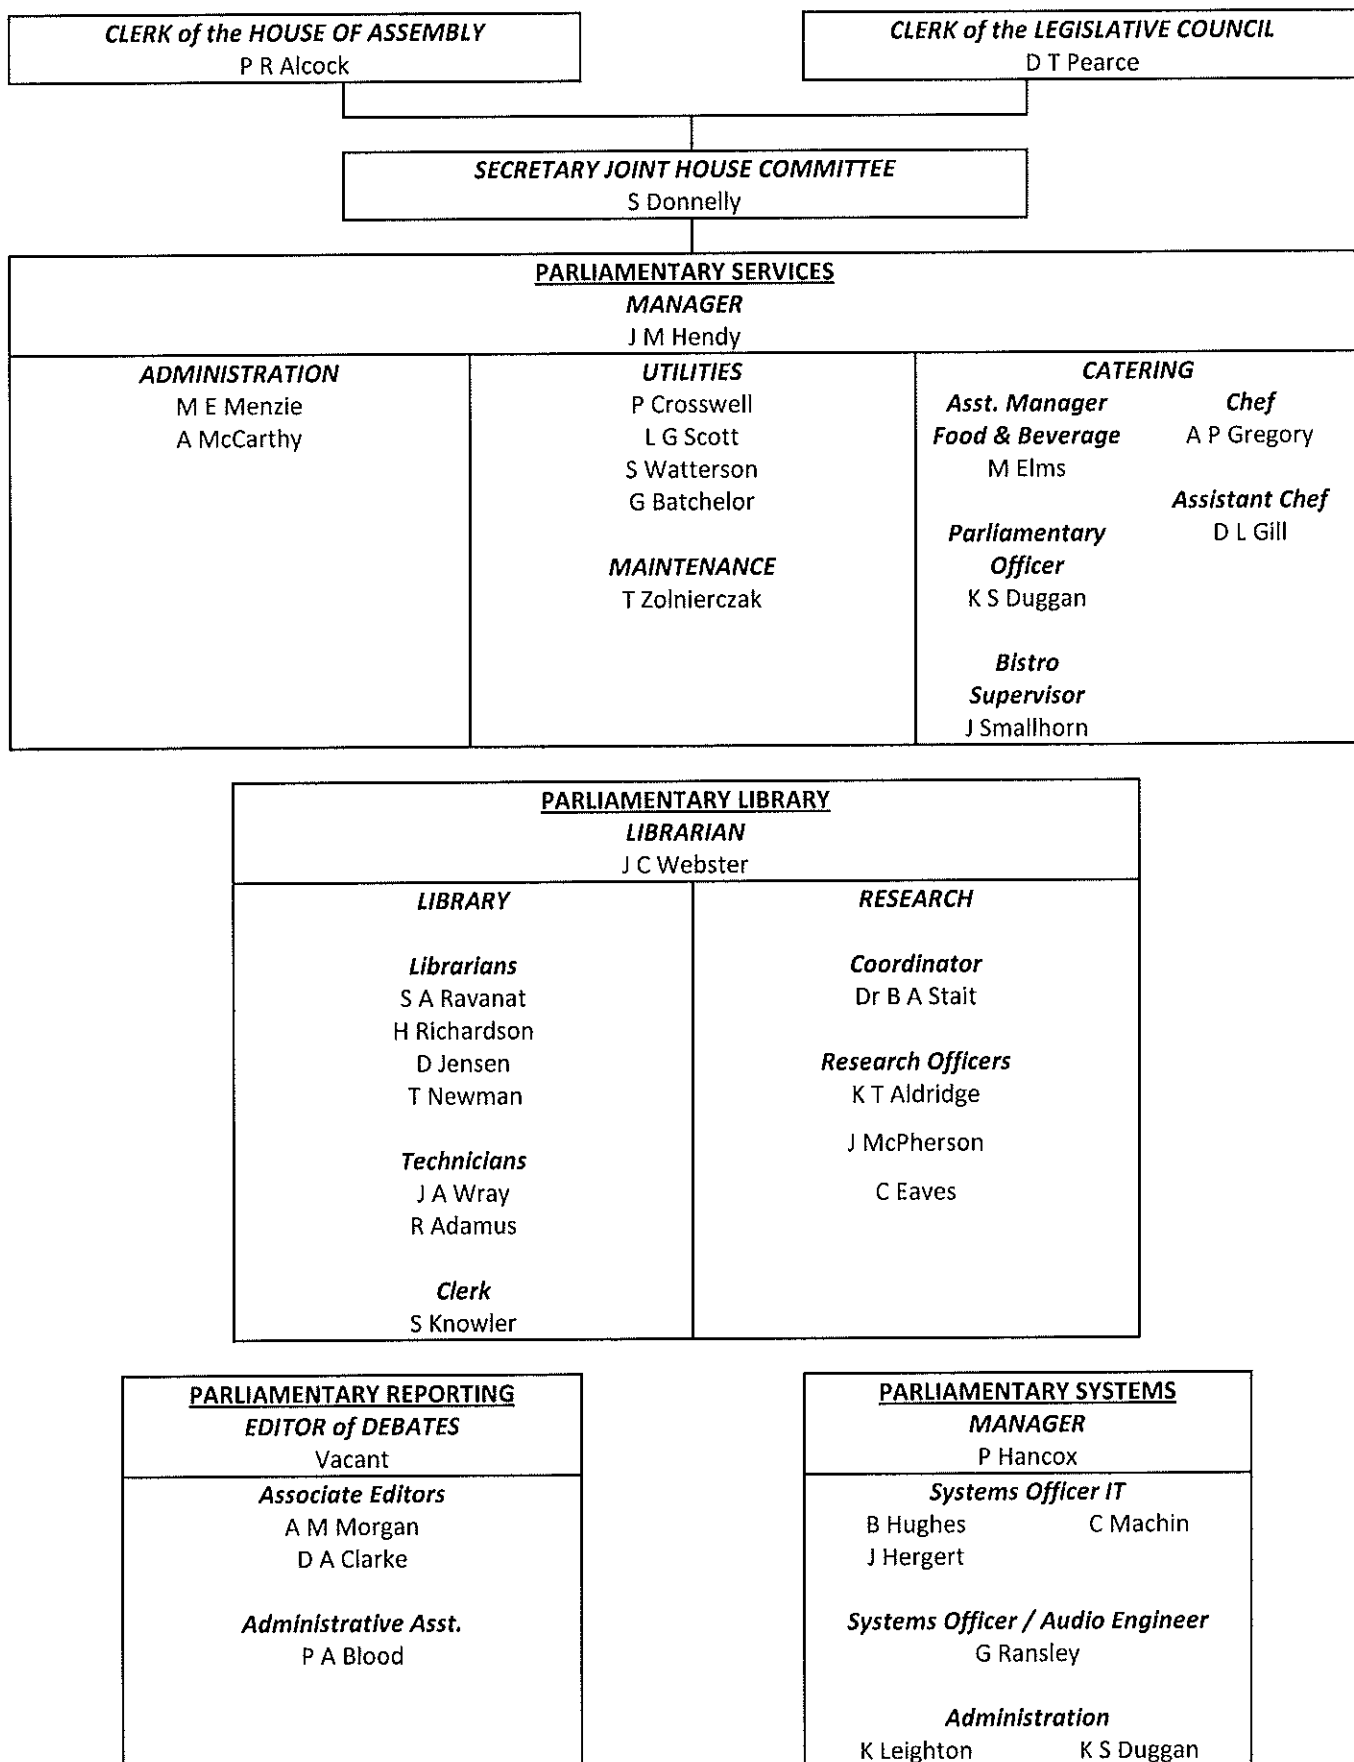 CLERK of the HOUSE OF ASSEMBLY
P R Alcock
CLERK of the LEGISLATIVE COUNCIL
D T Pearce
SECRETARY JOINT HOUSE COMMITTEE
S Donnelly
PARLIAMENTARY SERVICES
MANAGER
J M Hendy
ADMINISTRATION
M E Menzie
A McCarthy
UTILITIES
P Crosswell
L G Scott
S Watterson
G Batchelor
MAINTENANCE
T Zolnierczak
CATERING
Asst. Manager
Food & Beverage
M Elms
Parliamentary
Officer
K S Duggan
Bistro
Supervisor
J Smallhorn
Chef
A P Gregory
Assistant Chef
D L Gill
PARLIAMENTARY LIBRARY
LIBRARIAN
J C Webster
LIBRARY
Librarians
S A Ravanat
H Richardson
D Jensen
T Newman
Technicians
J A Wray
R Adamus
Clerk
S Knowler
RESEARCH
Coordinator
Dr B A Stait
Research Officers
K T Aldridge
J McPherson
C Eaves
PARLIAMENTARY REPORTING
EDITOR of DEBATES
Vacant
Associate Editors
A M Morgan
D A Clarke
Administrative Asst.
P A Blood
PARLIAMENTARY SYSTEMS
MANAGER
P Hancox
Systems Officer IT
B Hughes C Machin
J Hergert
Systems Officer / Audio Engineer
G Ransley
Administration
K Leighton K S Duggan